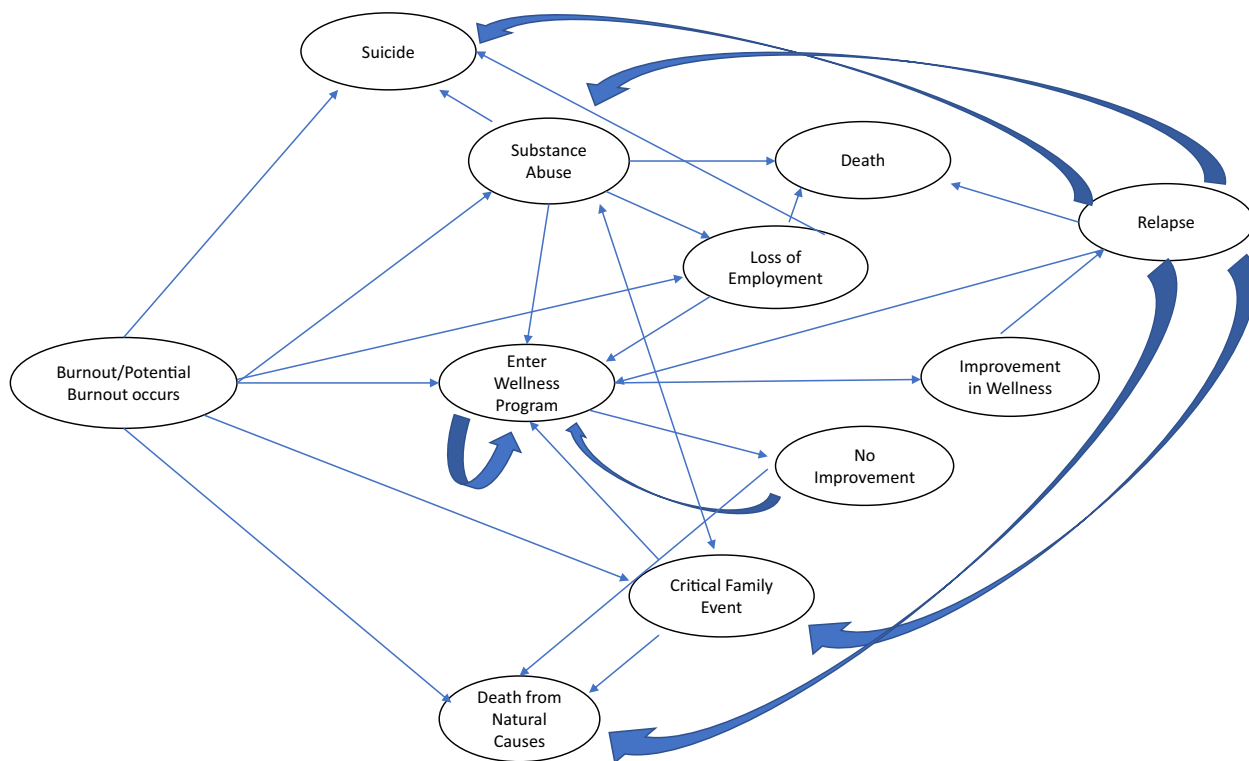 Suicide
Substance
Abuse
Death
Relapse
Loss of
Employment
Burnout/Potential
Burnout occurs
Enter
Wellness
Program
Improvement
in Wellness
No
Improvement
Critical Family
Event
Death from
Natural
Causes